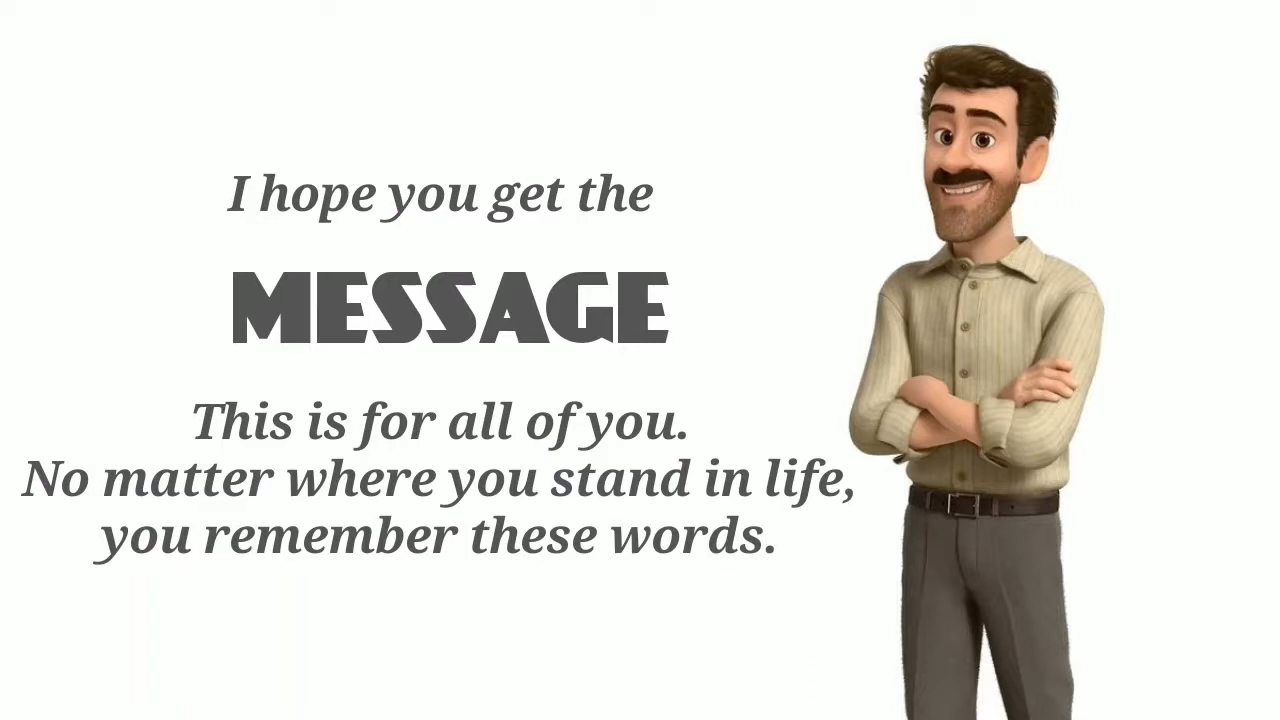 I hope you get the
MESSAGE
This is for all of you.
No matter where you stand in life,
you remember these words.